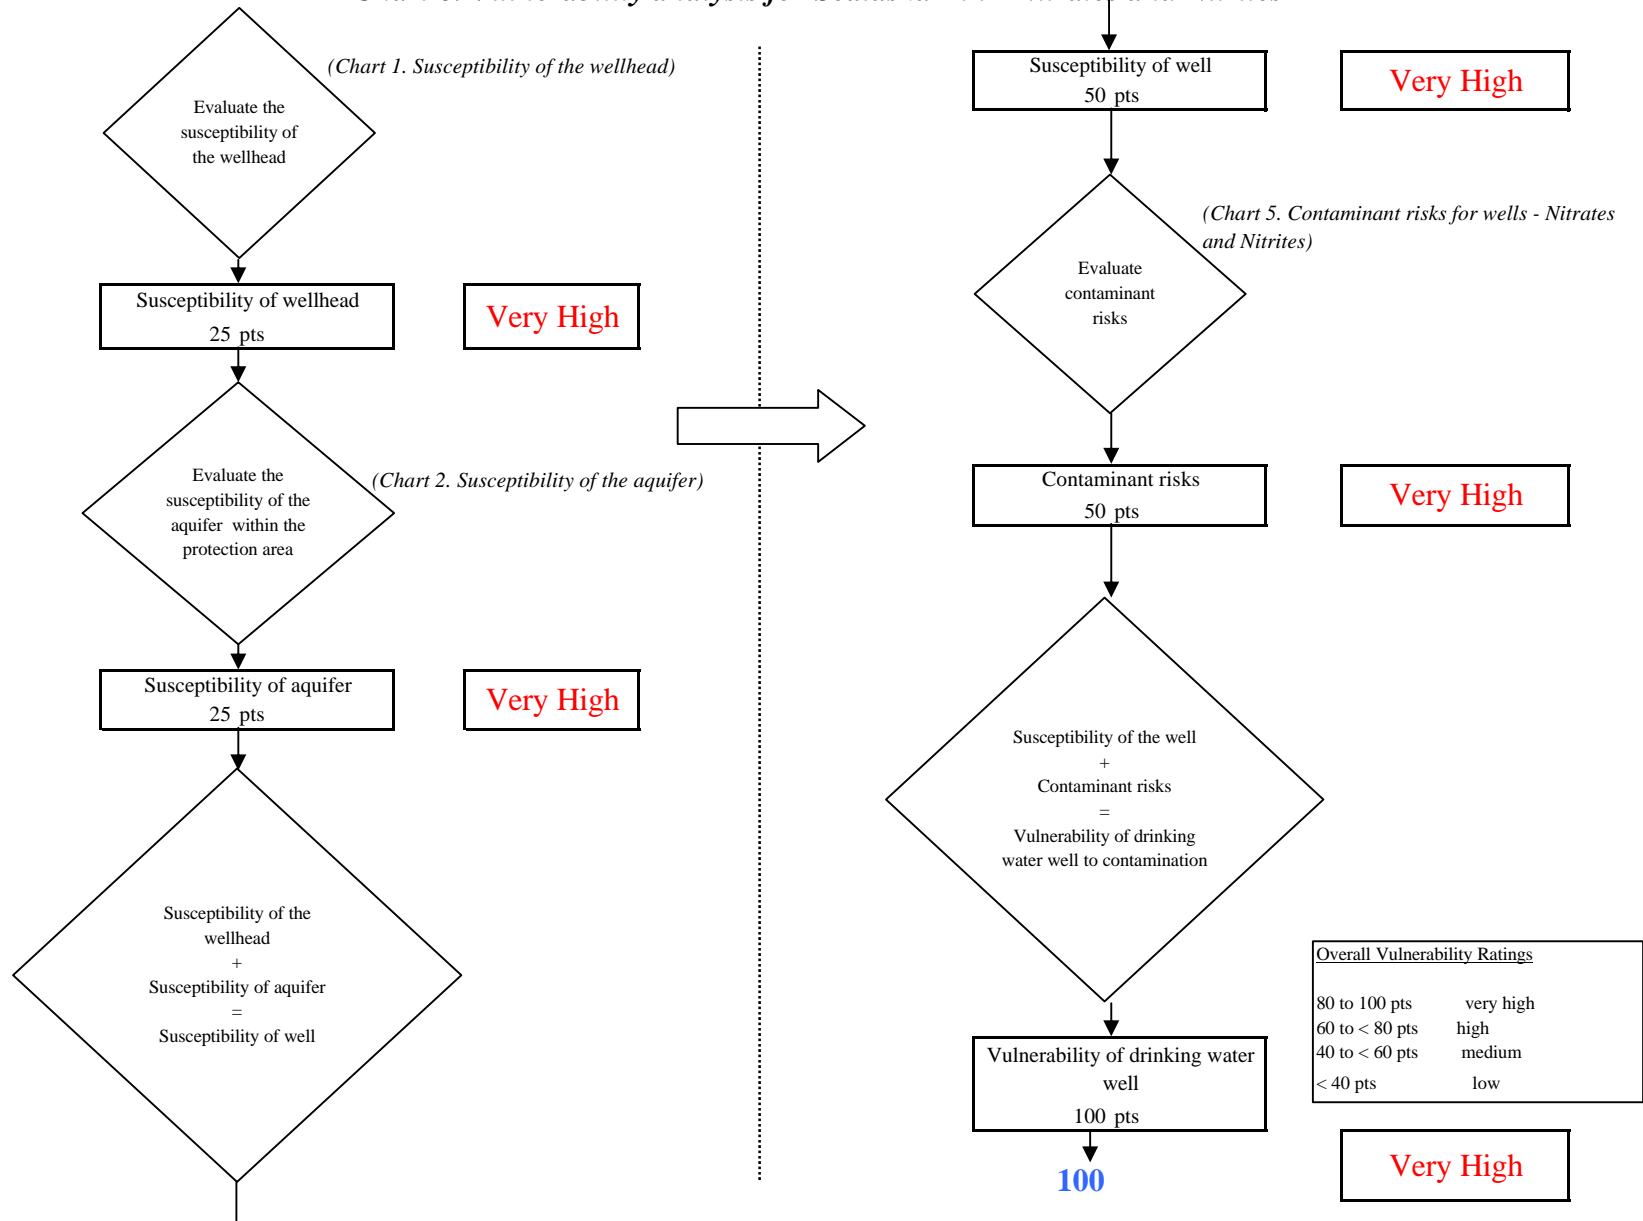 (Chart 1. Susceptibility of the wellhead)
Evaluate the
susceptibility of
the wellhead
Susceptibility of wellhead
25 pts
Very High
Evaluate the
susceptibility of the
aquifer within the
protection area
(Chart 2. Susceptibility of the aquifer)
Susceptibility of aquifer
25 pts
Very High
Susceptibility of the
wellhead
+
Susceptibility of aquifer
=
Susceptibility of well
Susceptibility of well
50 pts
Very High
(Chart 5. Contaminant risks for wells - Nitrates
and Nitrites)
Evaluate
contaminant
risks
Contaminant risks
50 pts
Very High
Susceptibility of the well
+
Contaminant risks
=
Vulnerability of drinking
water well to contamination
Overall Vulnerability Ratings
80 to 100 pts very high
60 to < 80 pts high
40 to < 60 pts medium
< 40 pts low
Vulnerability of drinking water
well
100 pts
100
Very High